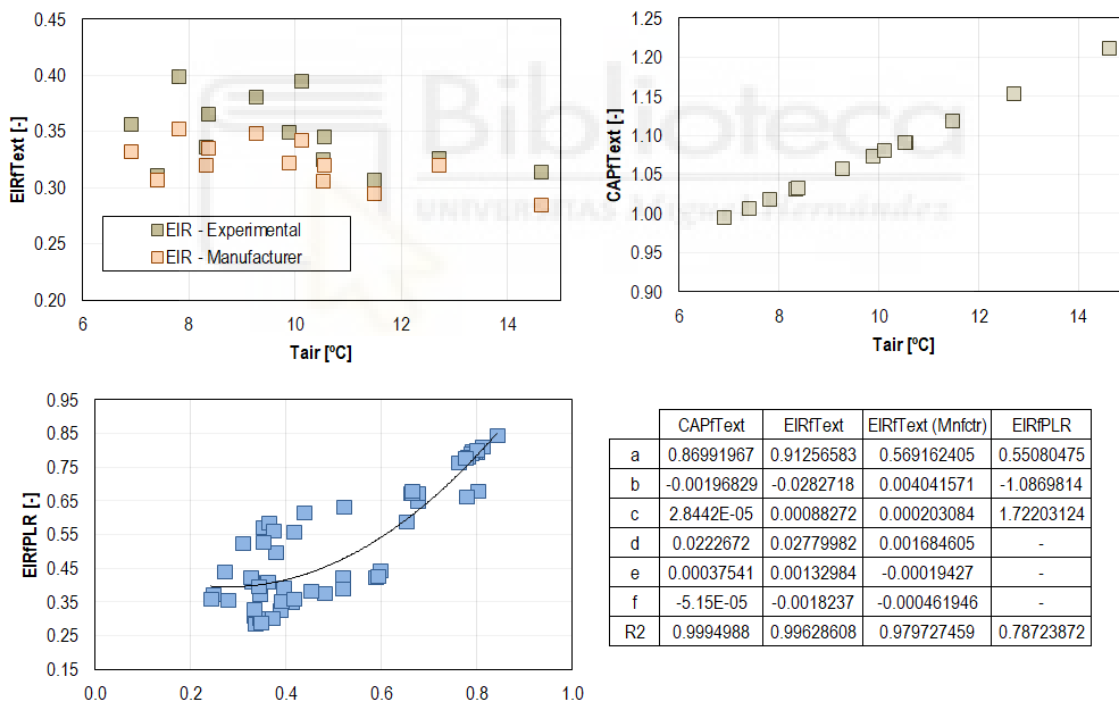 Biblioteca
UNIVERSITAS Miguel Hernández
EIRfText [-]
0.45
0.40
0.35
0.30
0.25
0.20
EIR - Experimental
EIR - Manufacturer
6 8 10 12 14
Tair [ºC]
CAPfText [-]
1.25
1.20
1.15
1.10
1.05
1.00
0.95
0.90
6 8 10 12 14
Tair [ºC]
EIRfPLR [-]
0.95
0.85
0.75
0.65
0.55
0.45
0.35
0.25
0.15
0.0 0.2 0.4 0.6 0.8 1.0
CAPfText EIRfText EIRfText (Mnfctr) EIRfPLR
a 0.86991967 0.91256583 0.569162405 0.55080475
b -0.00196829 -0.0282718 0.004041571 -1.0869814
c 2.8442E-05 0.00088272 0.000203084 1.72203124
d 0.0222672 0.02779982 0.001684605 -
e 0.00037541 0.00132984 -0.00019427 -
f -5.15E-05 -0.0018237 -0.000461946 -
R2 0.9994988 0.99628608 0.979727459 0.78723872